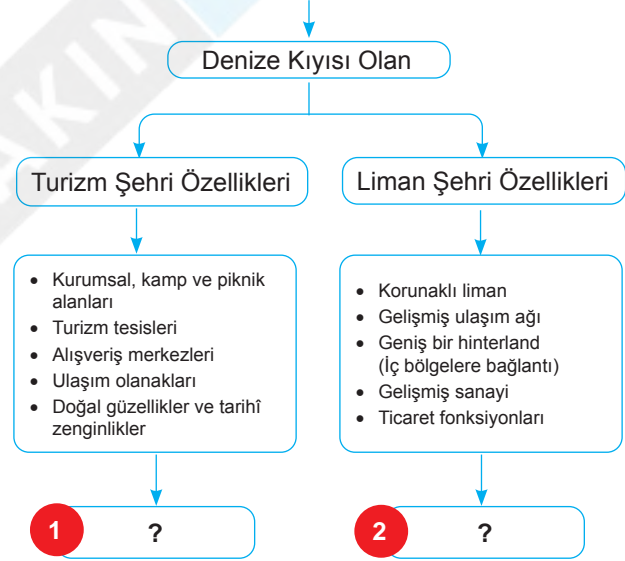 Denize Kıyısı Olan
Turizm Şehri Özellikleri
Liman Şehri Özellikleri
• Kurumsal, kamp ve piknik
alanları
• Turizm tesisleri
• Alışveriş merkezleri
• Ulaşım olanakları
• Doğal güzellikler ve tarihî
zenginlikler
• Korunaklı liman
• Gelişmiş ulaşım ağı
• Geniş bir hinterland
(İç bölgelere bağlantı)
• Gelişmiş sanayi
• Ticaret fonksiyonları
1 ?
2 ?